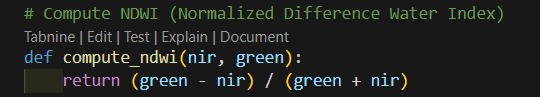 # Compute NDWI (Normalized Difference Water Index)
Tabnine | Edit | Test | Explain | Document
def compute_ndwi(nir, green):
    return (green - nir) / (green + nir)